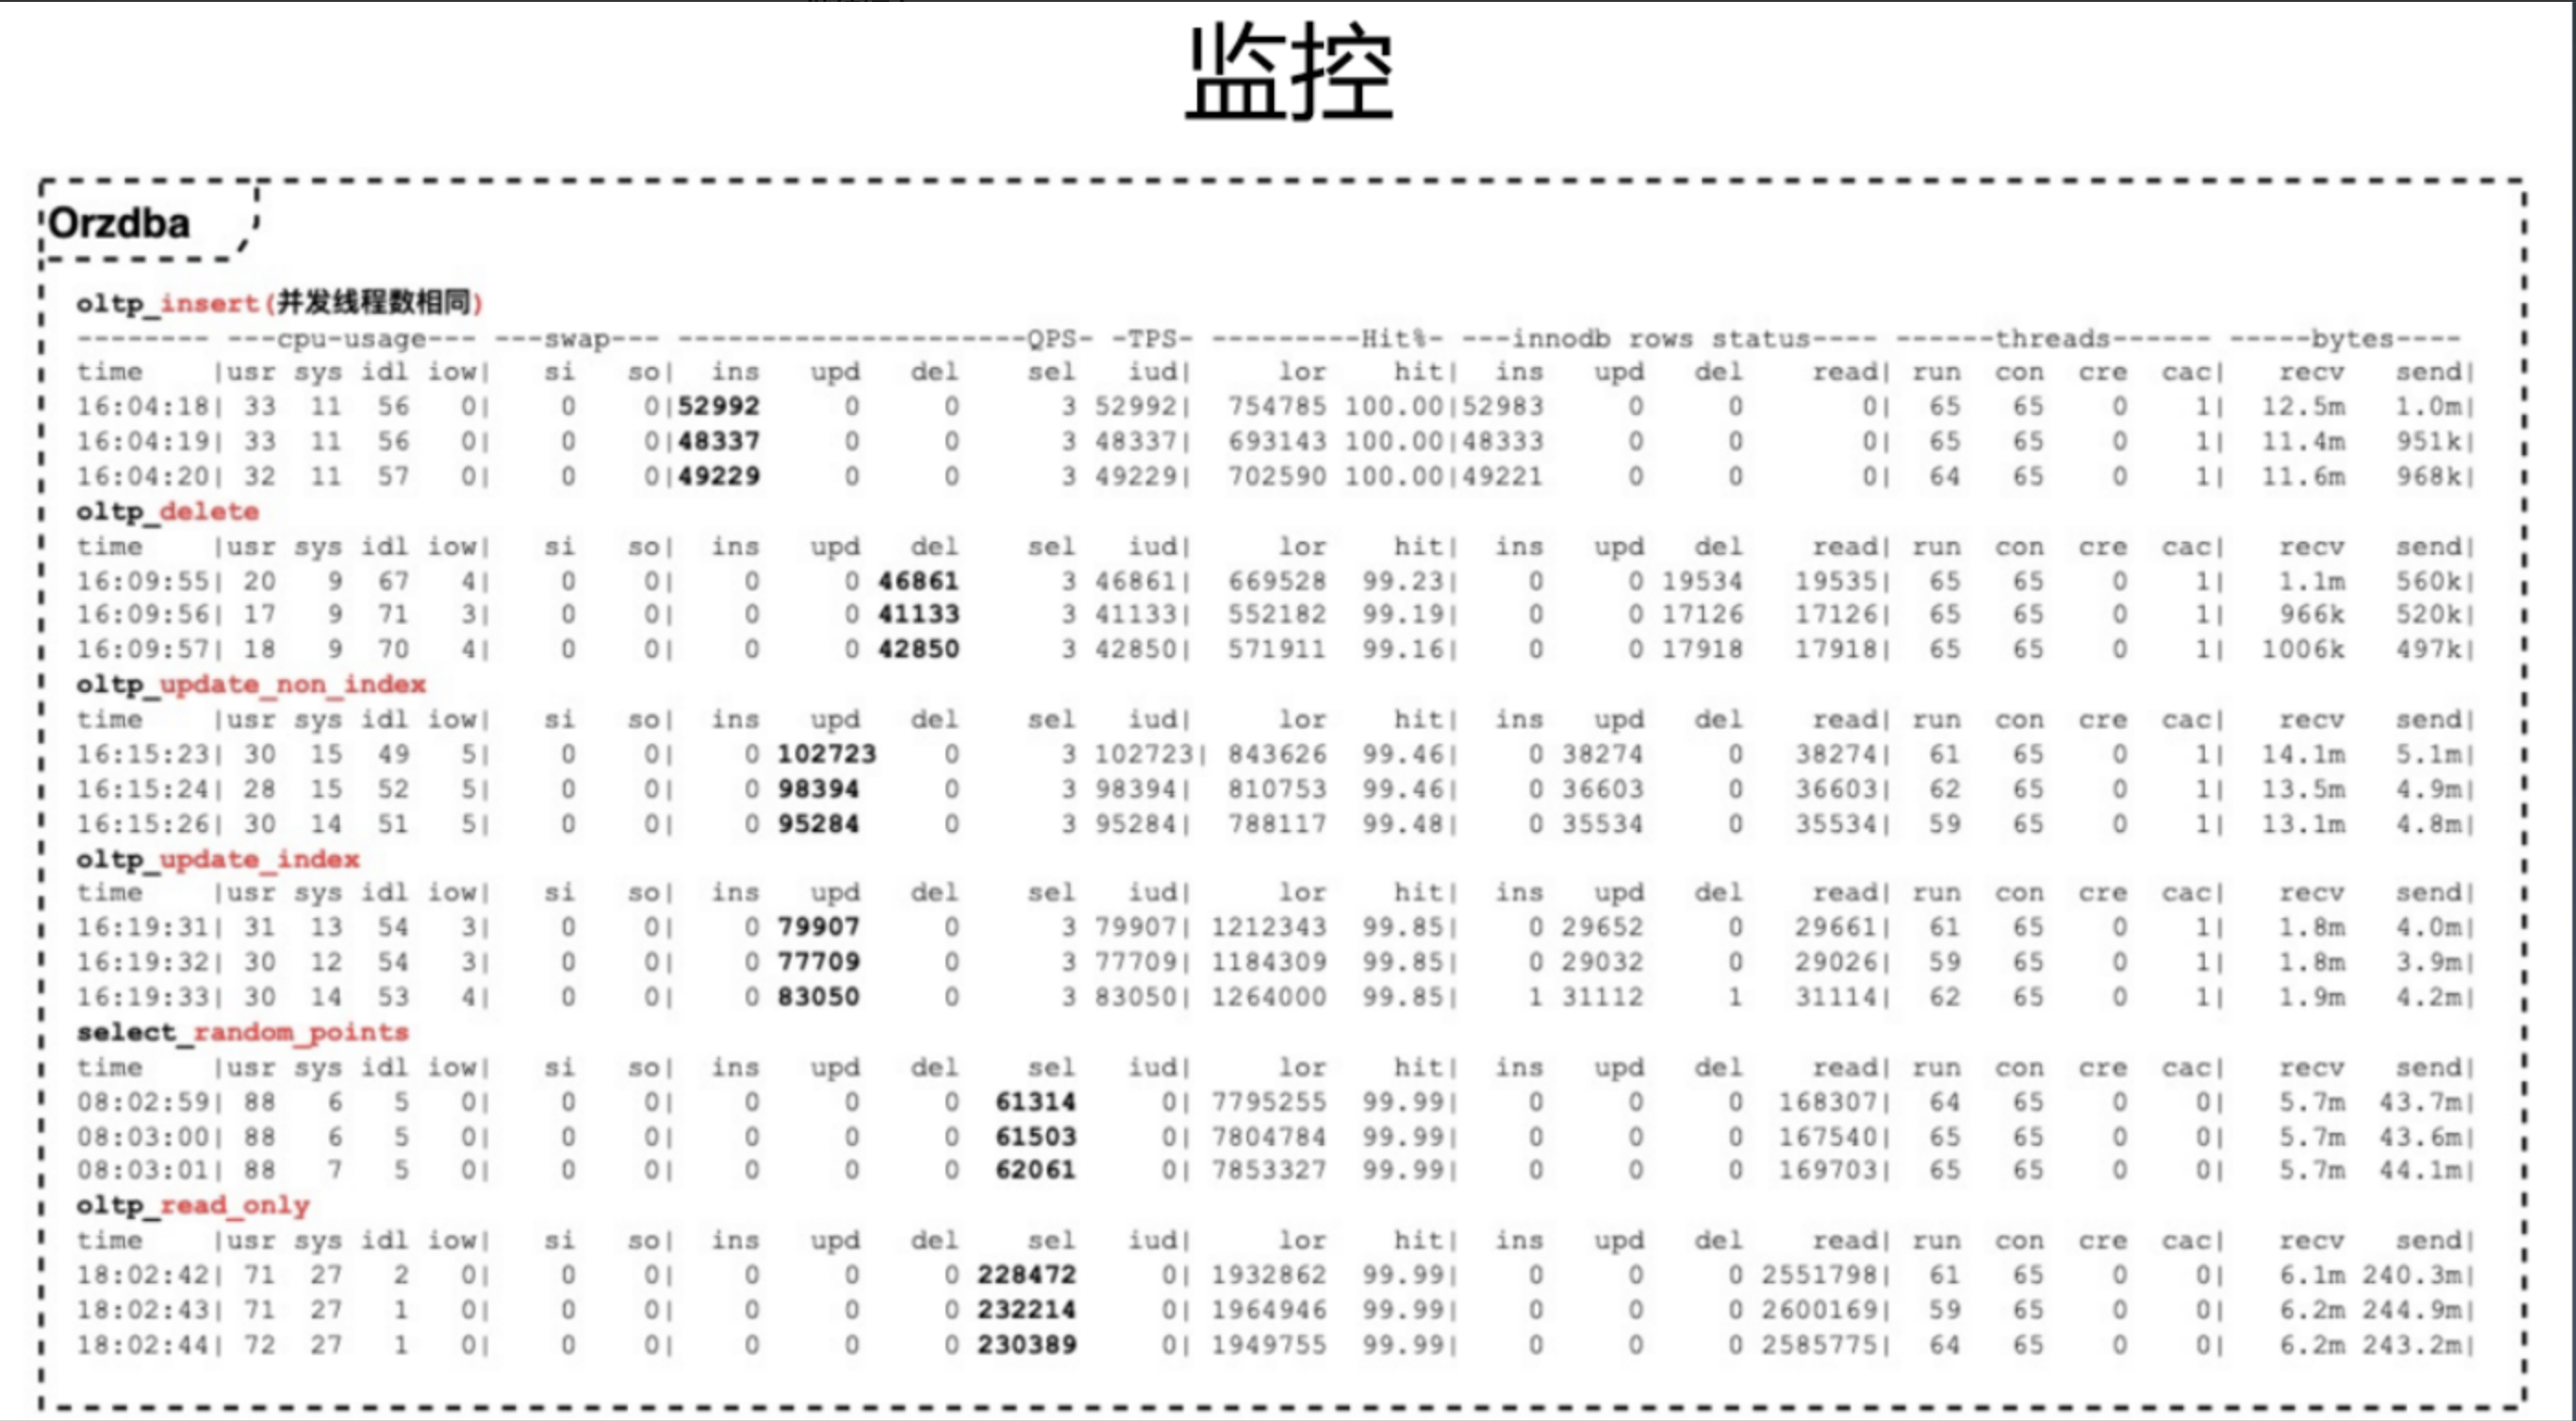 监控
Orzdba
oltp_insert(并发线程数相同)
-------- ---cpu-usage--- ---swap--- ---------------------QPS- -TPS- ---------Hit%- ---innodb rows status---- ------threads------ -----bytes----
time |usr sys idl iow| si so| ins upd del sel iud| lor hit| ins upd del read| run con cre cac| recv send|
16:04:18| 33 11 56 0| 0 0|52992 0 0 3 52992| 754785 100.00|52983 0 0 0| 65 65 0 1| 12.5m 1.0m|
16:04:19| 33 11 56 0| 0 0|48337 0 0 3 48337| 693143 100.00|48333 0 0 0| 65 65 0 1| 11.4m 951k|
16:04:20| 32 11 57 0| 0 0|49229 0 0 3 49229| 702590 100.00|49221 0 0 0| 64 65 0 1| 11.6m 968k|
oltp_delete
time |usr sys idl iow| si so| ins upd del sel iud| lor hit| ins upd del read| run con cre cac| recv send|
16:09:55| 20 9 67 4| 0 0| 0 0 46861 3 46861| 669528 99.23| 0 0 19534 19535| 65 65 0 1| 1.1m 560k|
16:09:56| 17 9 71 3| 0 0| 0 0 41133 3 41133| 552182 99.19| 0 0 17126 17126| 65 65 0 1| 966k 520k|
16:09:57| 18 9 70 4| 0 0| 0 0 42850 3 42850| 571911 99.16| 0 0 17918 17918| 65 65 0 1| 1006k 497k|
oltp_update_non_index
time |usr sys idl iow| si so| ins upd del sel iud| lor hit| ins upd del read| run con cre cac| recv send|
16:15:23| 30 15 49 5| 0 0| 0 102723 0 3 102723| 843626 99.46| 0 38274 0 38274| 61 65 0 1| 14.1m 5.1m|
16:15:24| 28 15 52 5| 0 0| 0 98394 0 3 98394| 810753 99.46| 0 36603 0 36603| 62 65 0 1| 13.5m 4.9m|
16:15:26| 30 14 51 5| 0 0| 0 95284 0 3 95284| 788117 99.48| 0 35534 0 35534| 59 65 0 1| 13.1m 4.8m|
oltp_update_index
time |usr sys idl iow| si so| ins upd del sel iud| lor hit| ins upd del read| run con cre cac| recv send|
16:19:31| 31 13 54 3| 0 0| 0 79907 0 3 79907| 1212343 99.85| 0 29652 0 29661| 61 65 0 1| 1.8m 4.0m|
16:19:32| 30 12 54 3| 0 0| 0 77709 0 3 77709| 1184309 99.85| 0 29032 0 29026| 59 65 0 1| 1.8m 3.9m|
16:19:33| 30 14 53 4| 0 0| 0 83050 0 3 83050| 1264000 99.85| 1 31112 1 31114| 62 65 0 1| 1.9m 4.2m|
select_random_points
time |usr sys idl iow| si so| ins upd del sel iud| lor hit| ins upd del read| run con cre cac| recv send|
08:02:59| 88 6 5 0| 0 0| 0 0 0 61314 0| 7795255 99.99| 0 0 0 168307| 64 65 0 0| 5.7m 43.7m|
08:03:00| 88 6 5 0| 0 0| 0 0 0 61503 0| 7804784 99.99| 0 0 0 167540| 65 65 0 0| 5.7m 43.6m|
08:03:01| 88 7 5 0| 0 0| 0 0 0 62061 0| 7853327 99.99| 0 0 0 169703| 65 65 0 0| 5.7m 44.1m|
oltp_read_only
time |usr sys idl iow| si so| ins upd del sel iud| lor hit| ins upd del read| run con cre cac| recv send|
18:02:42| 71 27 2 0| 0 0| 0 0 0 228472 0| 1932862 99.99| 0 0 0 2551798| 61 65 0 0| 6.1m 240.3m|
18:02:43| 71 27 1 0| 0 0| 0 0 0 232214 0| 1964946 99.99| 0 0 0 2600169| 59 65 0 0| 6.2m 244.9m|
18:02:44| 72 27 1 0| 0 0| 0 0 0 230389 0| 1949755 99.99| 0 0 0 2585775| 64 65 0 0| 6.2m 243.2m|